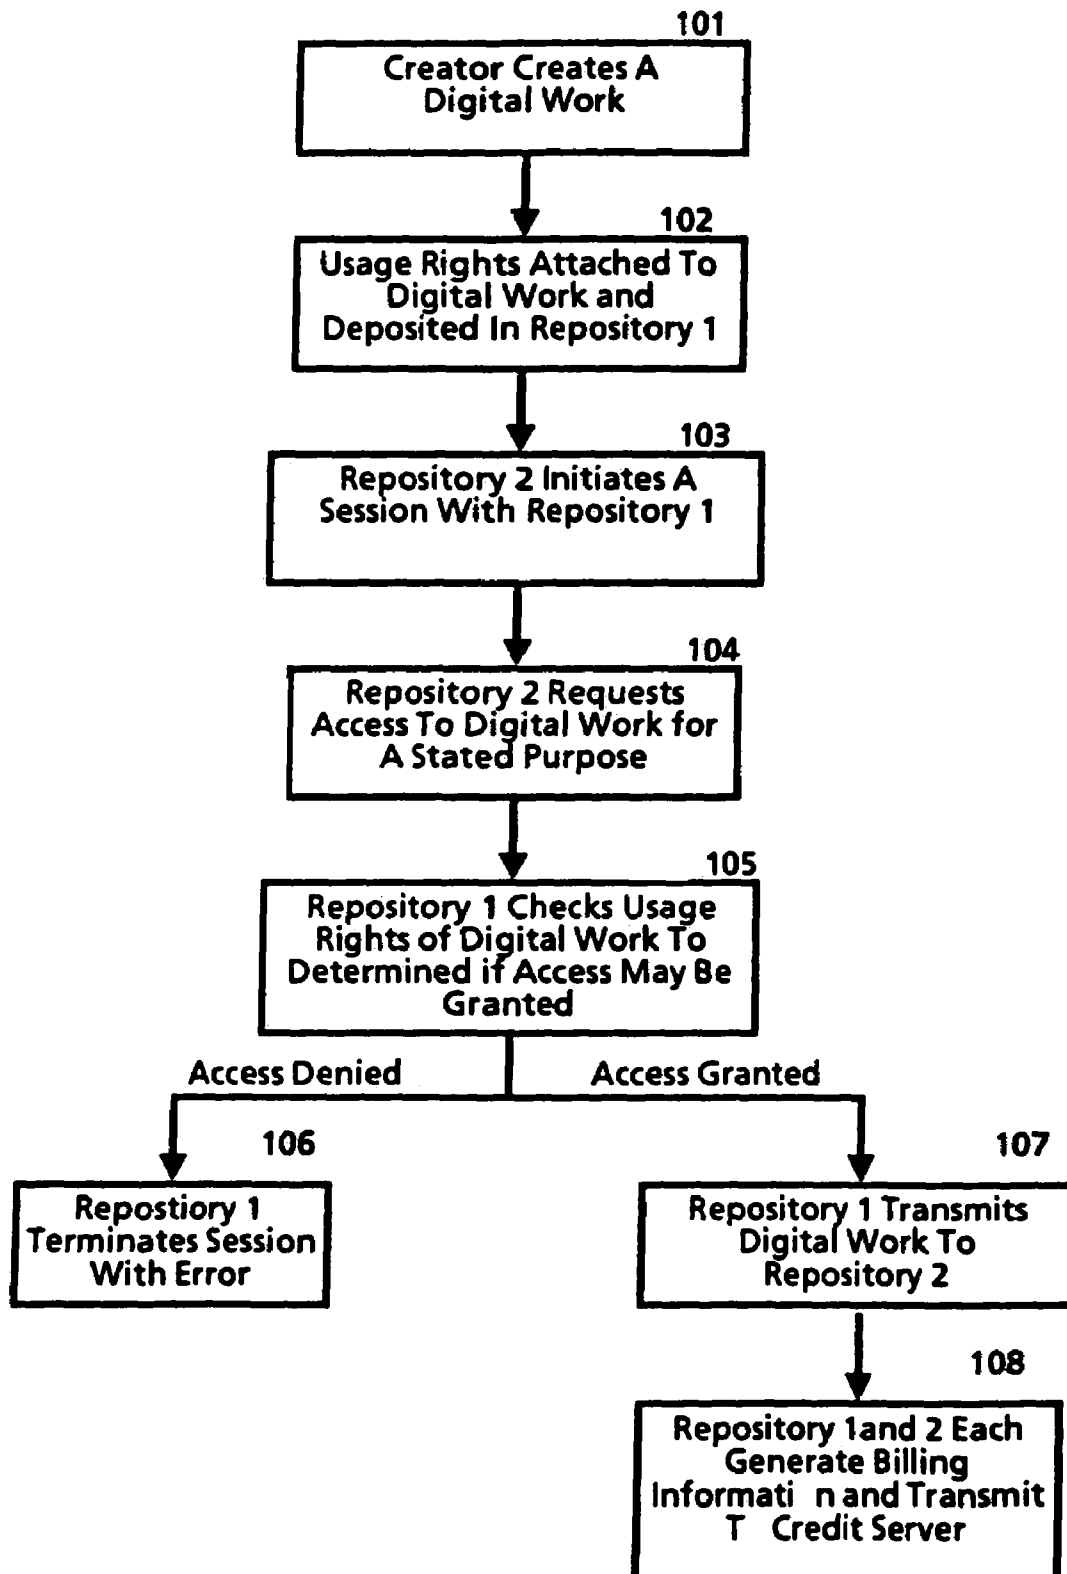 101
Creator Creates A
Digital Work
102
Usage Rights Attached To
Digital Work and
Deposited In Repository 1
103
Repository 2 Initiates A
Session With Repository 1
104
Repository 2 Requests
Access To Digital Work for
A Stated Purpose
105
Repository 1 Checks Usage
Rights of Digital Work To
Determined if Access May Be
Granted
Access Denied
Access Granted
106
Repostiory 1
Terminates Session
With Error
107
Repository 1 Transmits
Digital Work To
Repository 2
108
Repository 1and 2 Each
Generate Billing
Informati n and Transmit
T Credit Server